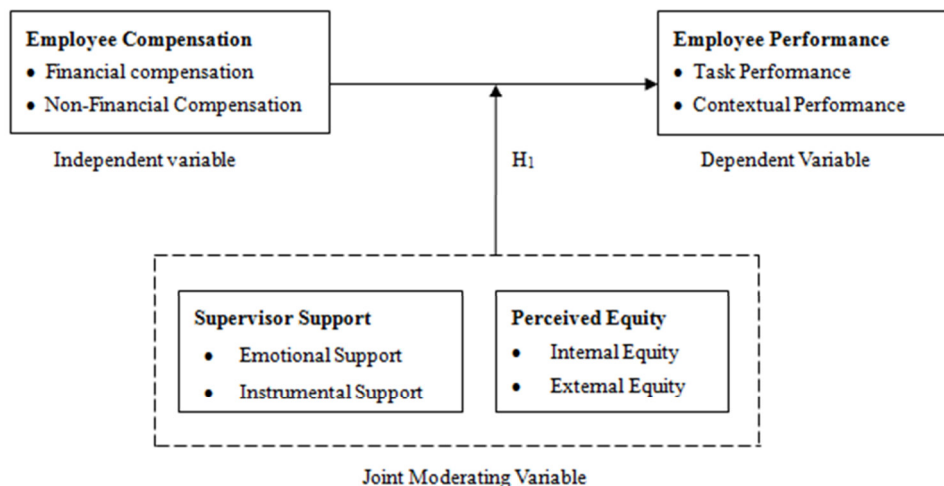 Employee Compensation
• Financial compensation
• Non-Financial Compensation
Independent variable
Employee Performance
• Task Performance
• Contextual Performance
Dependent Variable
H1
Supervisor Support
• Emotional Support
• Instrumental Support
Perceived Equity
• Internal Equity
• External Equity
Joint Moderating Variable